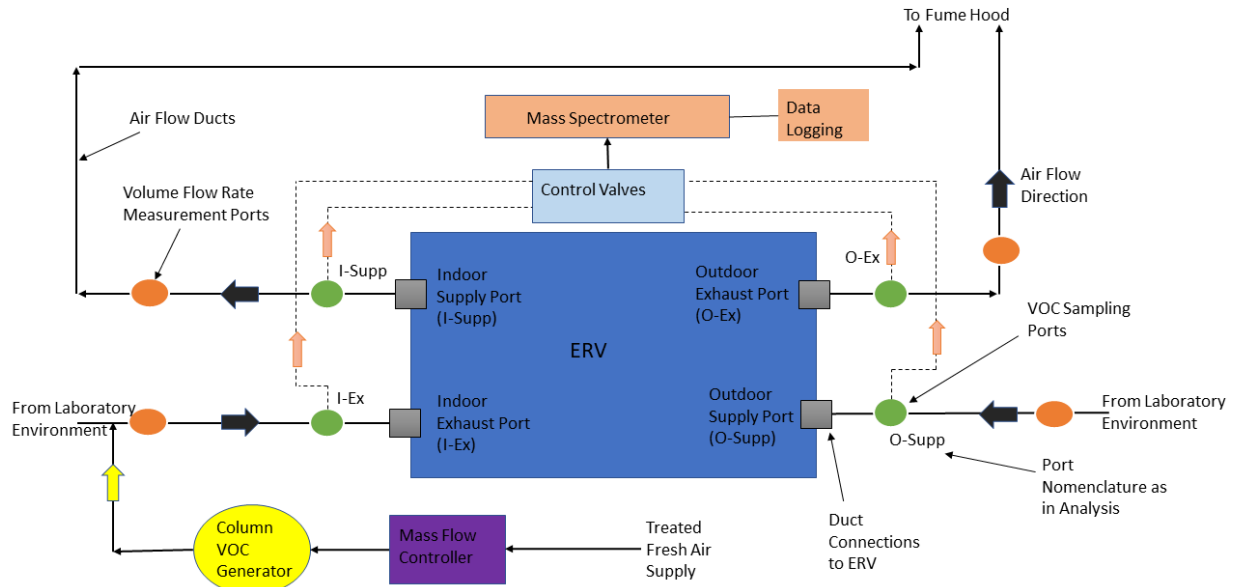 To Fume Hood
Air Flow Ducts
Mass Spectrometer
Data
Logging
Volume Flow Rate
Measurement Ports
Control Valves
Air Flow
Direction
I-Supp
Indoor
Supply Port
(I-Supp)
Outdoor
Exhaust Port
(O-Ex)
O-Ex
ERV
VOC Sampling
Ports
From Laboratory
Environment
I-Ex
Indoor
Exhaust Port
(I-Ex)
Outdoor
Supply Port
(O-Supp)
O-Supp
From Laboratory
Environment
Port
Nomenclature as
in Analysis
Column
VOC
Generator
Mass Flow
Controller
Treated
Fresh Air
Supply
Duct
Connections
to ERV